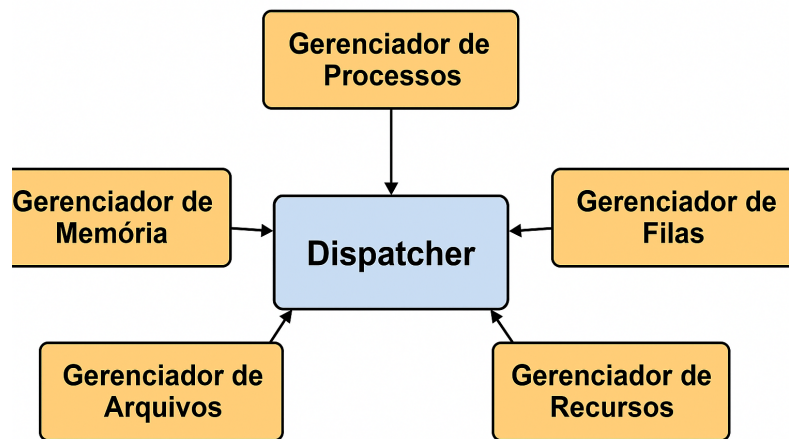 Gerenciador de
Processos
Gerenciador de
Memória
Dispatcher
Gerenciador de
Filas
Gerenciador de
Arquivos
Gerenciador de
Recursos